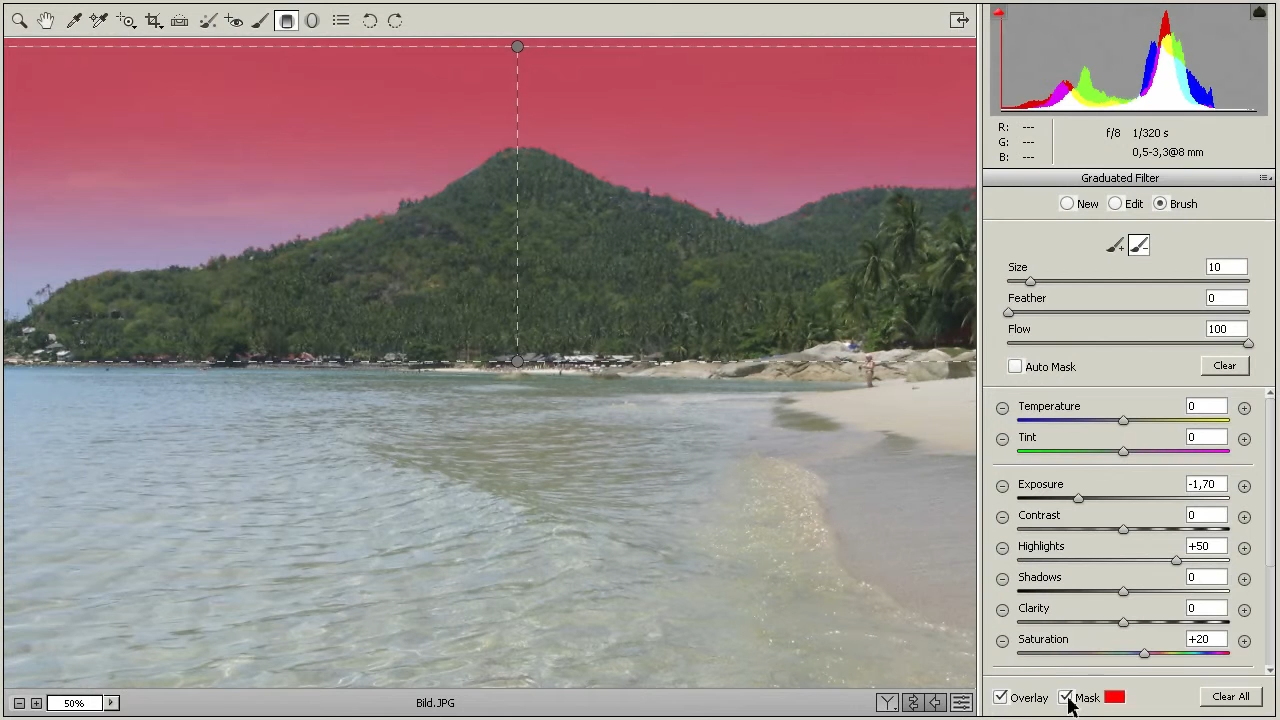 R: ---
G: ---
B: ---
f/8 1/320 s
0,5-3,3@8 mm
Graduated Filter
New Edit Brush
Size 10
Feather 0
Flow 100
Auto Mask Clear
Temperature 0
Tint 0
Exposure -1,70
Contrast 0
Highlights +50
Shadows 0
Clarity 0
Saturation +20
Overlay Mask Clear All
50% Bild.JPG